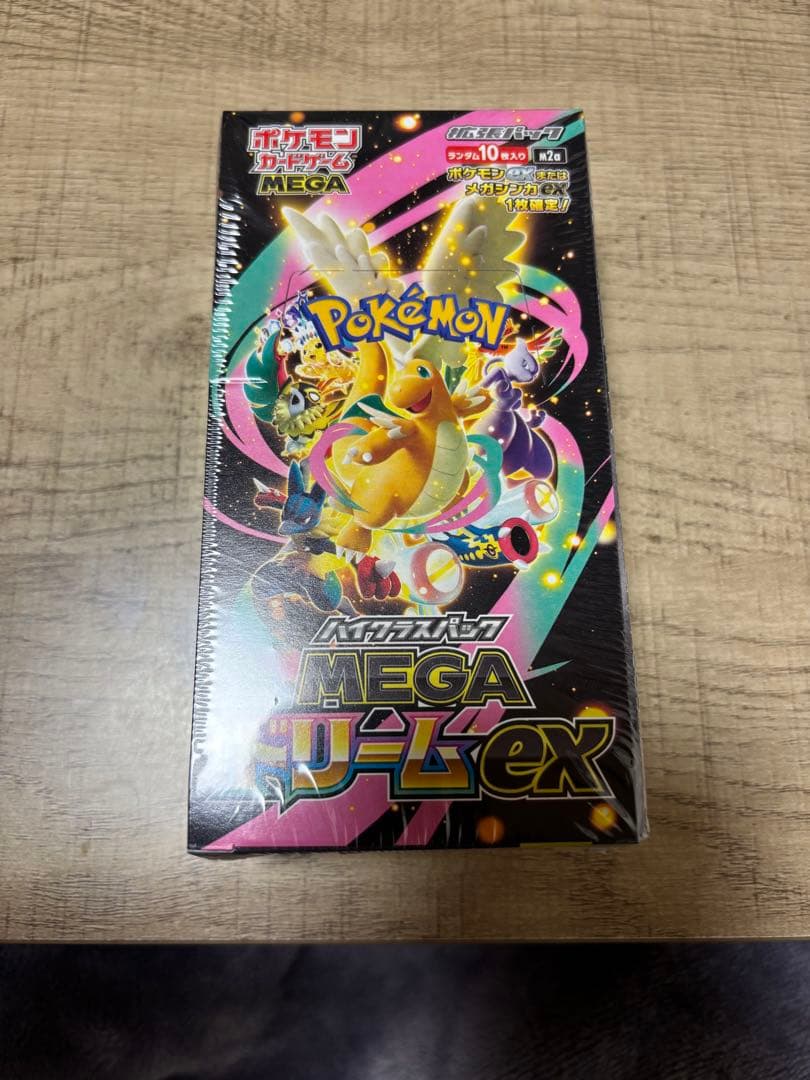 ポケモン
カードゲーム
MEGA
拡張パック
ランダム10枚入り
M2a
ポケモンexまたは
メガシンカex
1枚確定!
POKÉMON
ハイクラスパック
MEGA
ドリームex